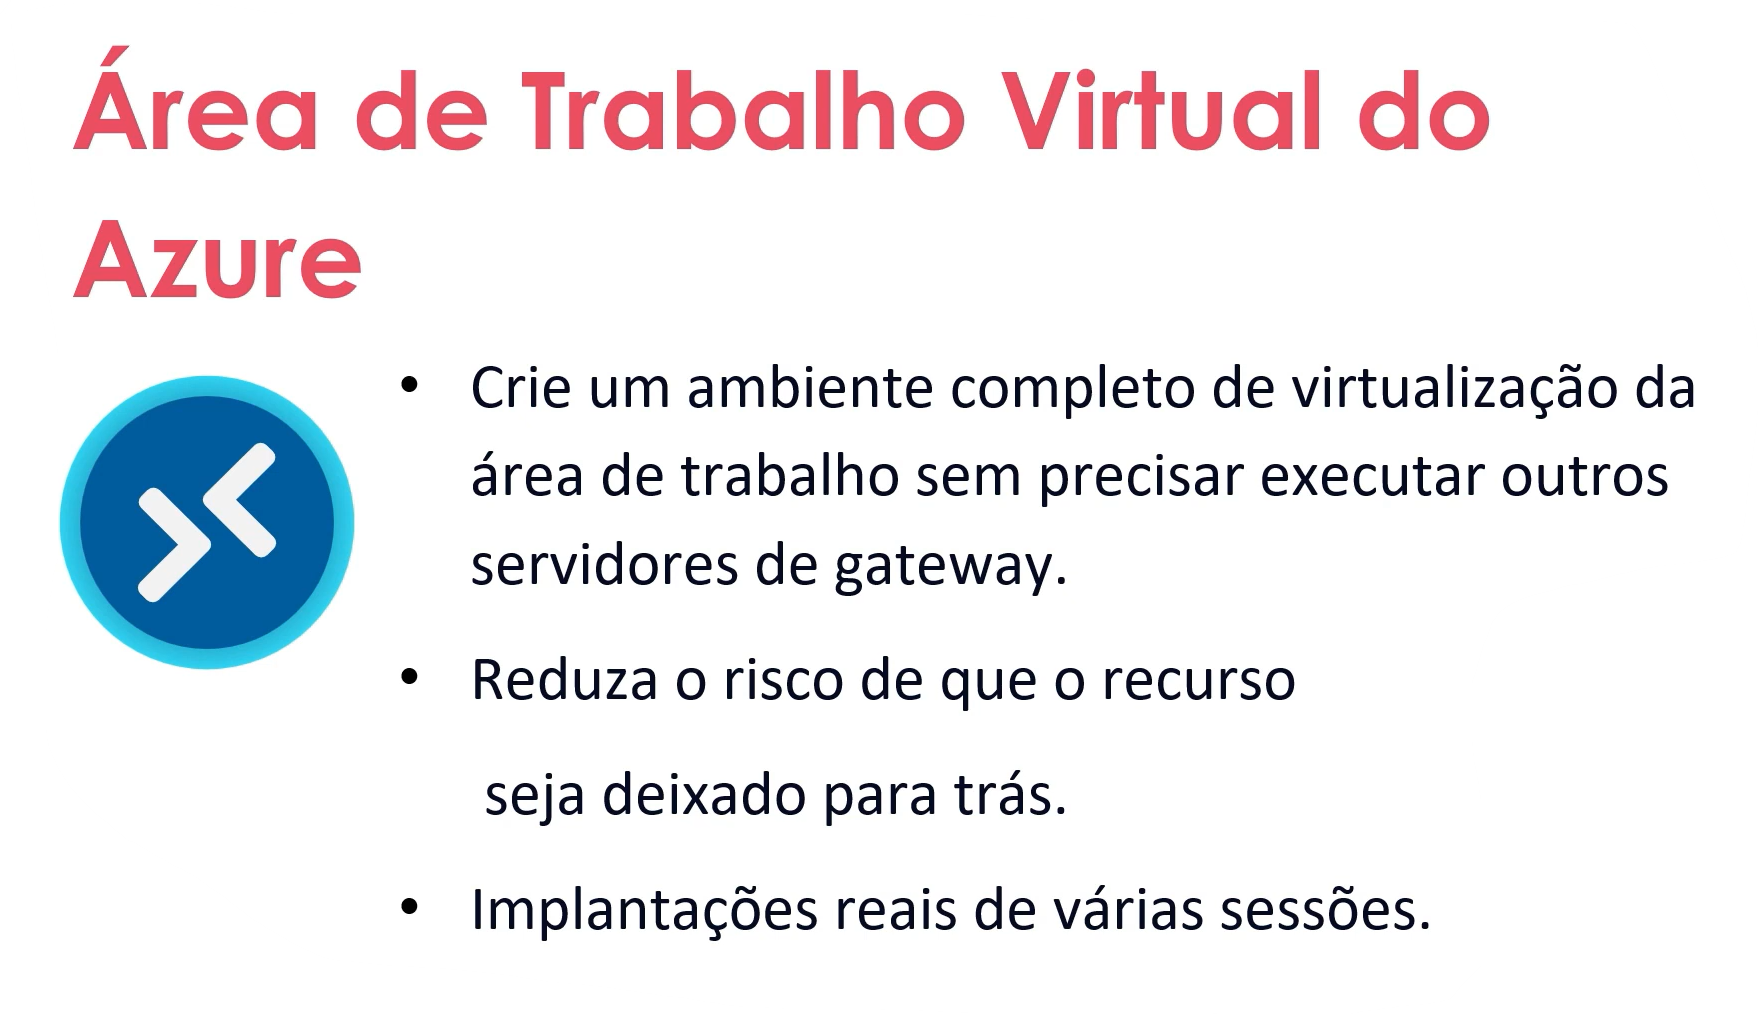 Área de Trabalho Virtual do
Azure
• Crie um ambiente completo de virtualização da
área de trabalho sem precisar executar outros
servidores de gateway.
• Reduza o risco de que o recurso
seja deixado para trás.
• Implantações reais de várias sessões.